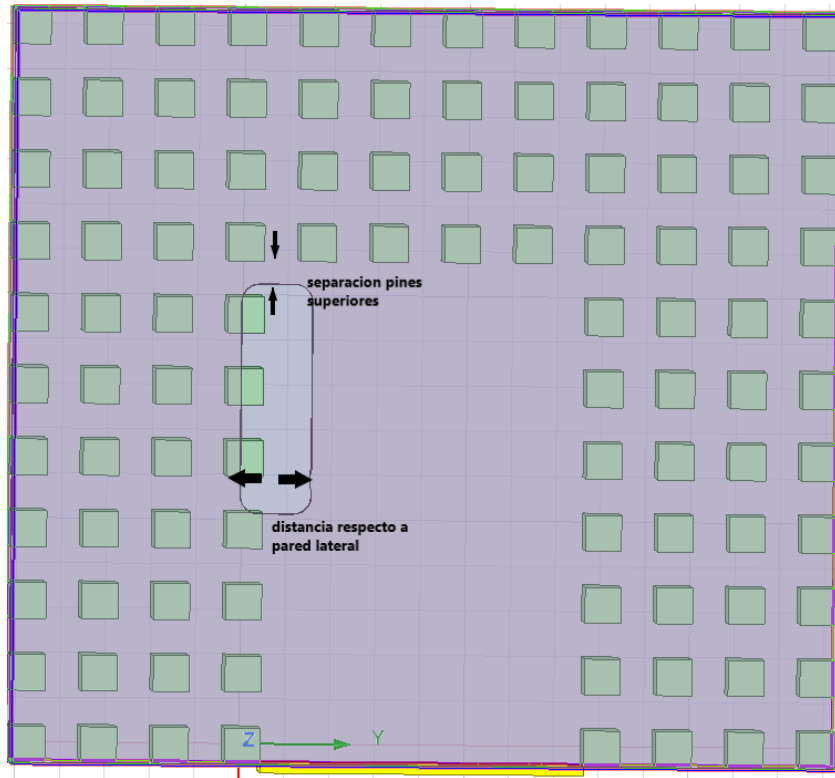 separacion pines
superiores
distancia respecto a
pared lateral
Z
Y